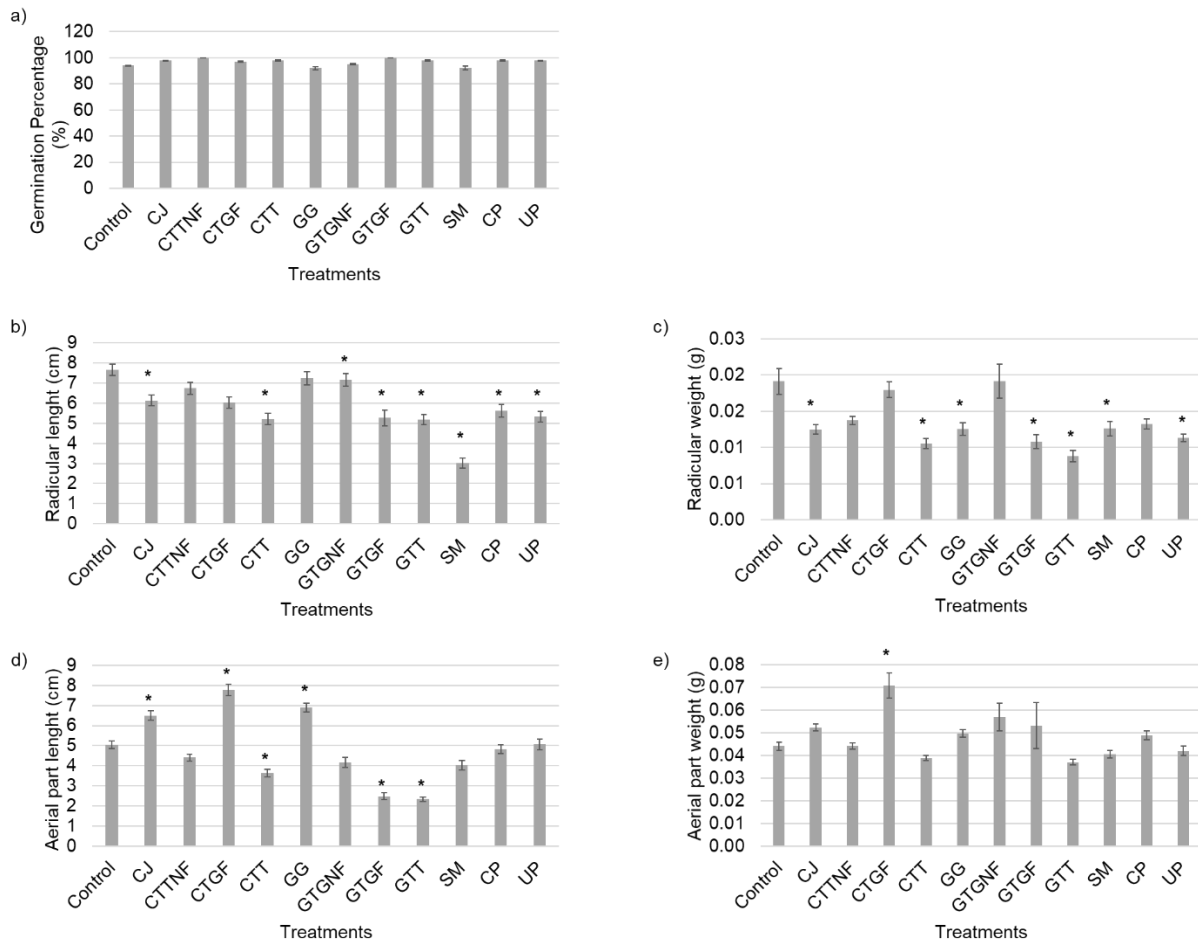 a)
Germination Percentage
(%)
120
100
80
60
40
20
0
Control CJ CTTNF CTGF CTT GG GTGNF GTGF GTT SM CP UP
Treatments
b)
Radicular lenght (cm)
9
8
7
6
5
4
3
2
1
0
* * * * * * * *
Control CJ CTTNF CTGF CTT GG GTGNF GTGF GTT SM CP UP
Treatments
c)
Radicular weight (g)
0.03
0.02
0.02
0.01
0.01
0.00
* * * * * * *
Control CJ CTTNF CTGF CTT GG GTGNF GTGF GTT SM CP UP
Treatments
d)
Aerial part lenght (cm)
9
8
7
6
5
4
3
2
1
0
* * * * * *
Control CJ CTTNF CTGF CTT GG GTGNF GTGF GTT SM CP UP
Treatments
e)
Aerial part weight (g)
0.08
0.07
0.06
0.05
0.04
0.03
0.02
0.01
0.00
*
Control CJ CTTNF CTGF CTT GG GTGNF GTGF GTT SM CP UP
Treatments